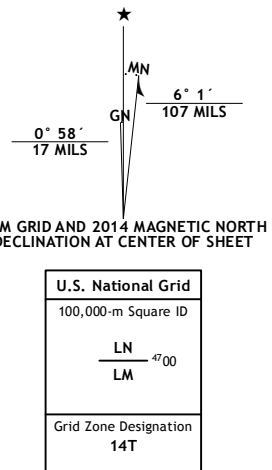 MN
GN
6° 1´
107 MILS
0° 58´
17 MILS
M GRID AND 2014 MAGNETIC NORTH
DECLINATION AT CENTER OF SHEET
U.S. National Grid
100,000-m Square ID
LN
4700
LM
Grid Zone Designation
14T